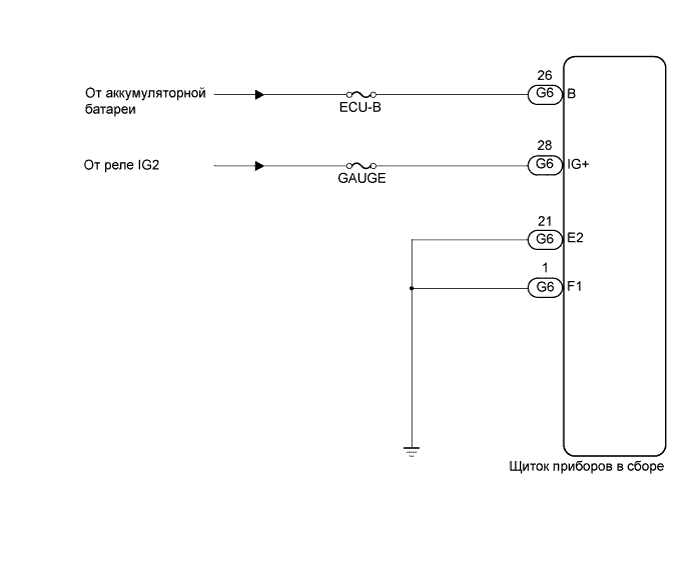 26
От аккумуляторной
батареи
ECU-B
G6 B
28
От реле IG2
GAUGE
G6 IG+
21
G6 E2
1
G6 F1
Щиток приборов в сборе